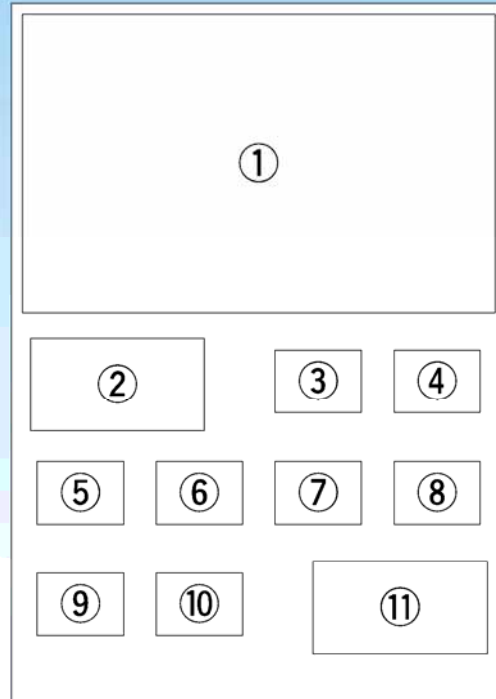 ①
② ③ ④
⑤ ⑥ ⑦ ⑧
⑨ ⑩ ⑪